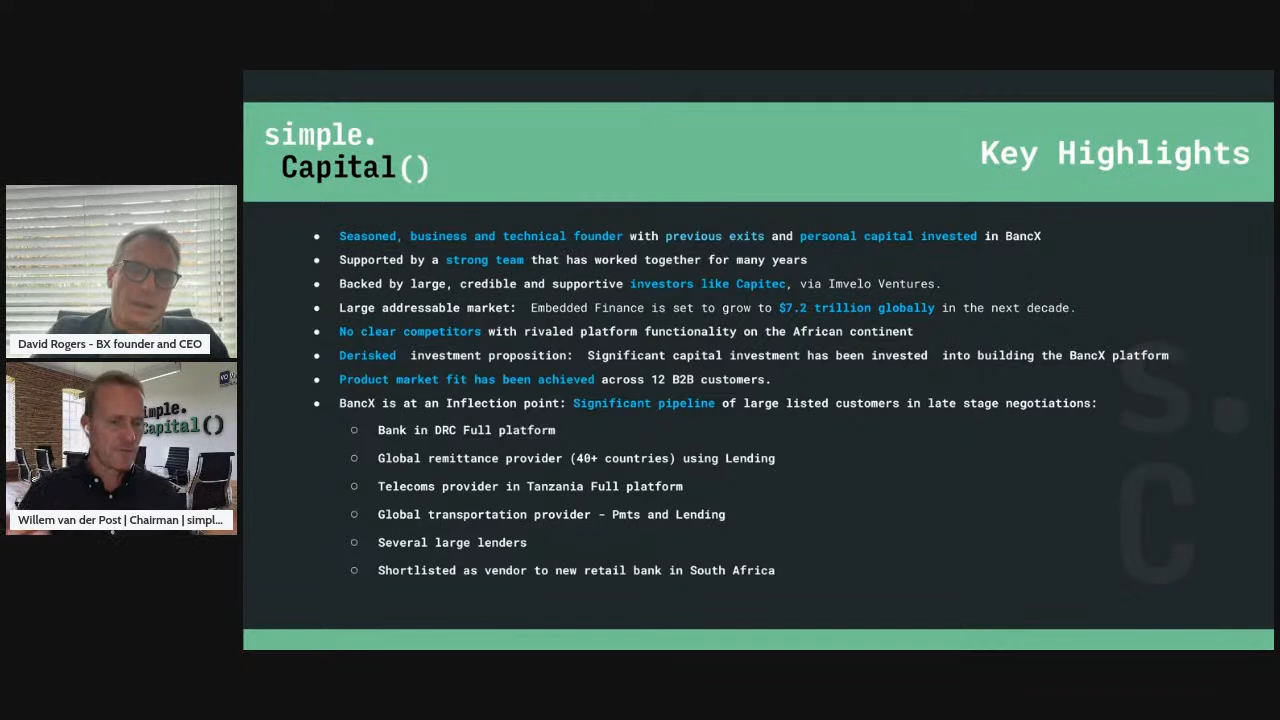 simple.
Capital()
Key Highlights
Seasoned, business and technical founder with previous exits and personal capital invested in BancX
Supported by a strong team that has worked together for many years
Backed by large, credible and supportive investors like Capitec, via Imvelo Ventures.
Large addressable market: Embedded Finance is set to grow to $7.2 trillion globally in the next decade.
No clear competitors with rivaled platform functionality on the African continent
Derisked investment proposition: Significant capital investment has been invested into building the BancX platform
Product market fit has been achieved across 12 B2B customers.
BancX is at an Inflection point: Significant pipeline of large listed customers in late stage negotiations:
Bank in DRC Full platform
Global remittance provider (40+ countries) using Lending
Telecoms provider in Tanzania Full platform
Global transportation provider - Pmts and Lending
Several large lenders
Shortlisted as vendor to new retail bank in South Africa
s.
C
David Rogers - BX founder and CEO
imple.
Capital()
Willem van der Post | Chairman | simpl...